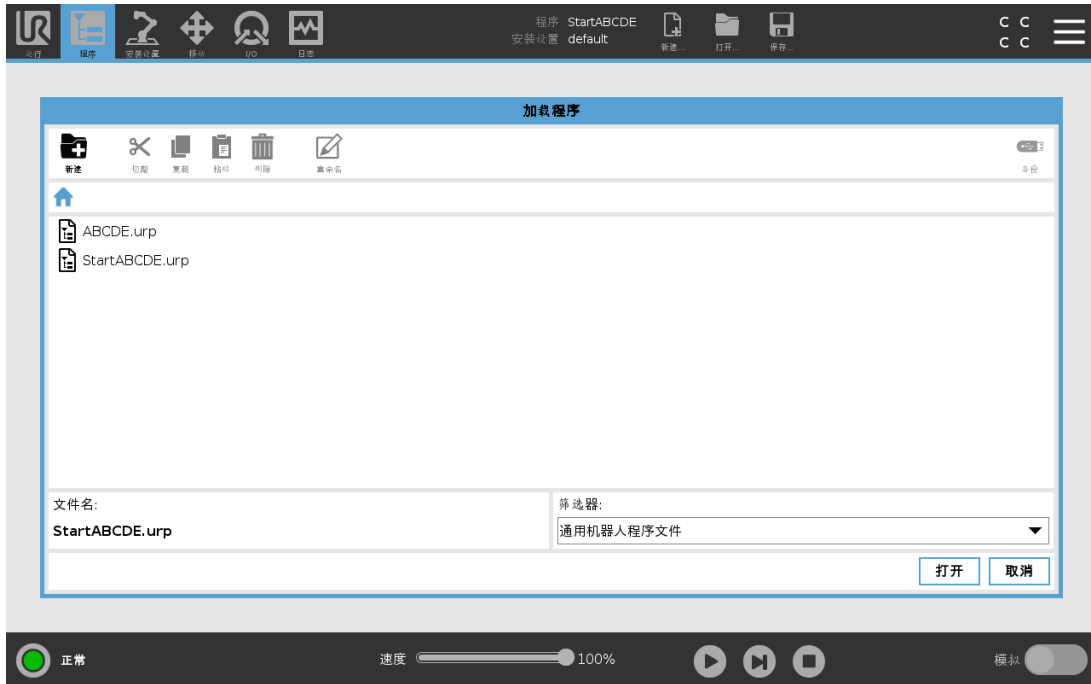 UR
运行
程序
安装设置
移动
I/O
日志
程序 StartABCDE
安装设置 default
新建...
打开...
保存...
C C
C C
加载程序
新建
切割
复制
粘贴
删除
重命名
备份
ABCDE.urp
StartABCDE.urp
文件名:
筛选器:
StartABCDE.urp
通用机器人程序文件
打开
取消
正常
速度
100%
模拟